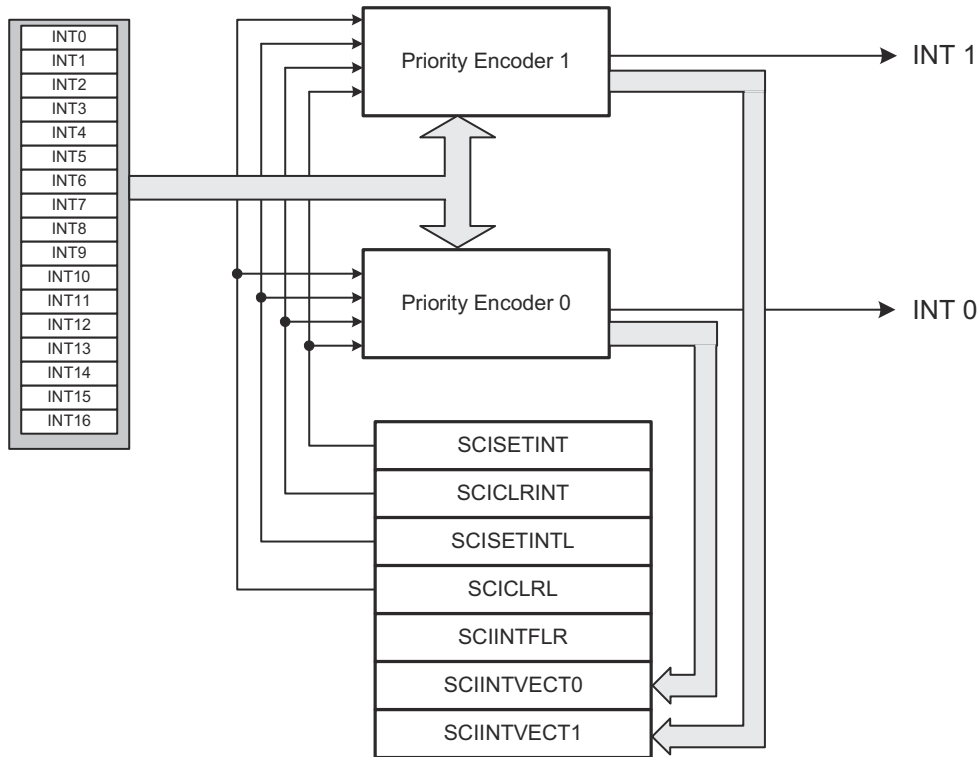 INT0
INT1
INT2
INT3
INT4
INT5
INT6
INT7
INT8
INT9
INT10
INT11
INT12
INT13
INT14
INT15
INT16
Priority Encoder 1
INT 1
Priority Encoder 0
INT 0
SCISETINT
SCICLRINT
SCISETINTL
SCICLRL
SCIINTFLR
SCIINTVECT0
SCIINTVECT1